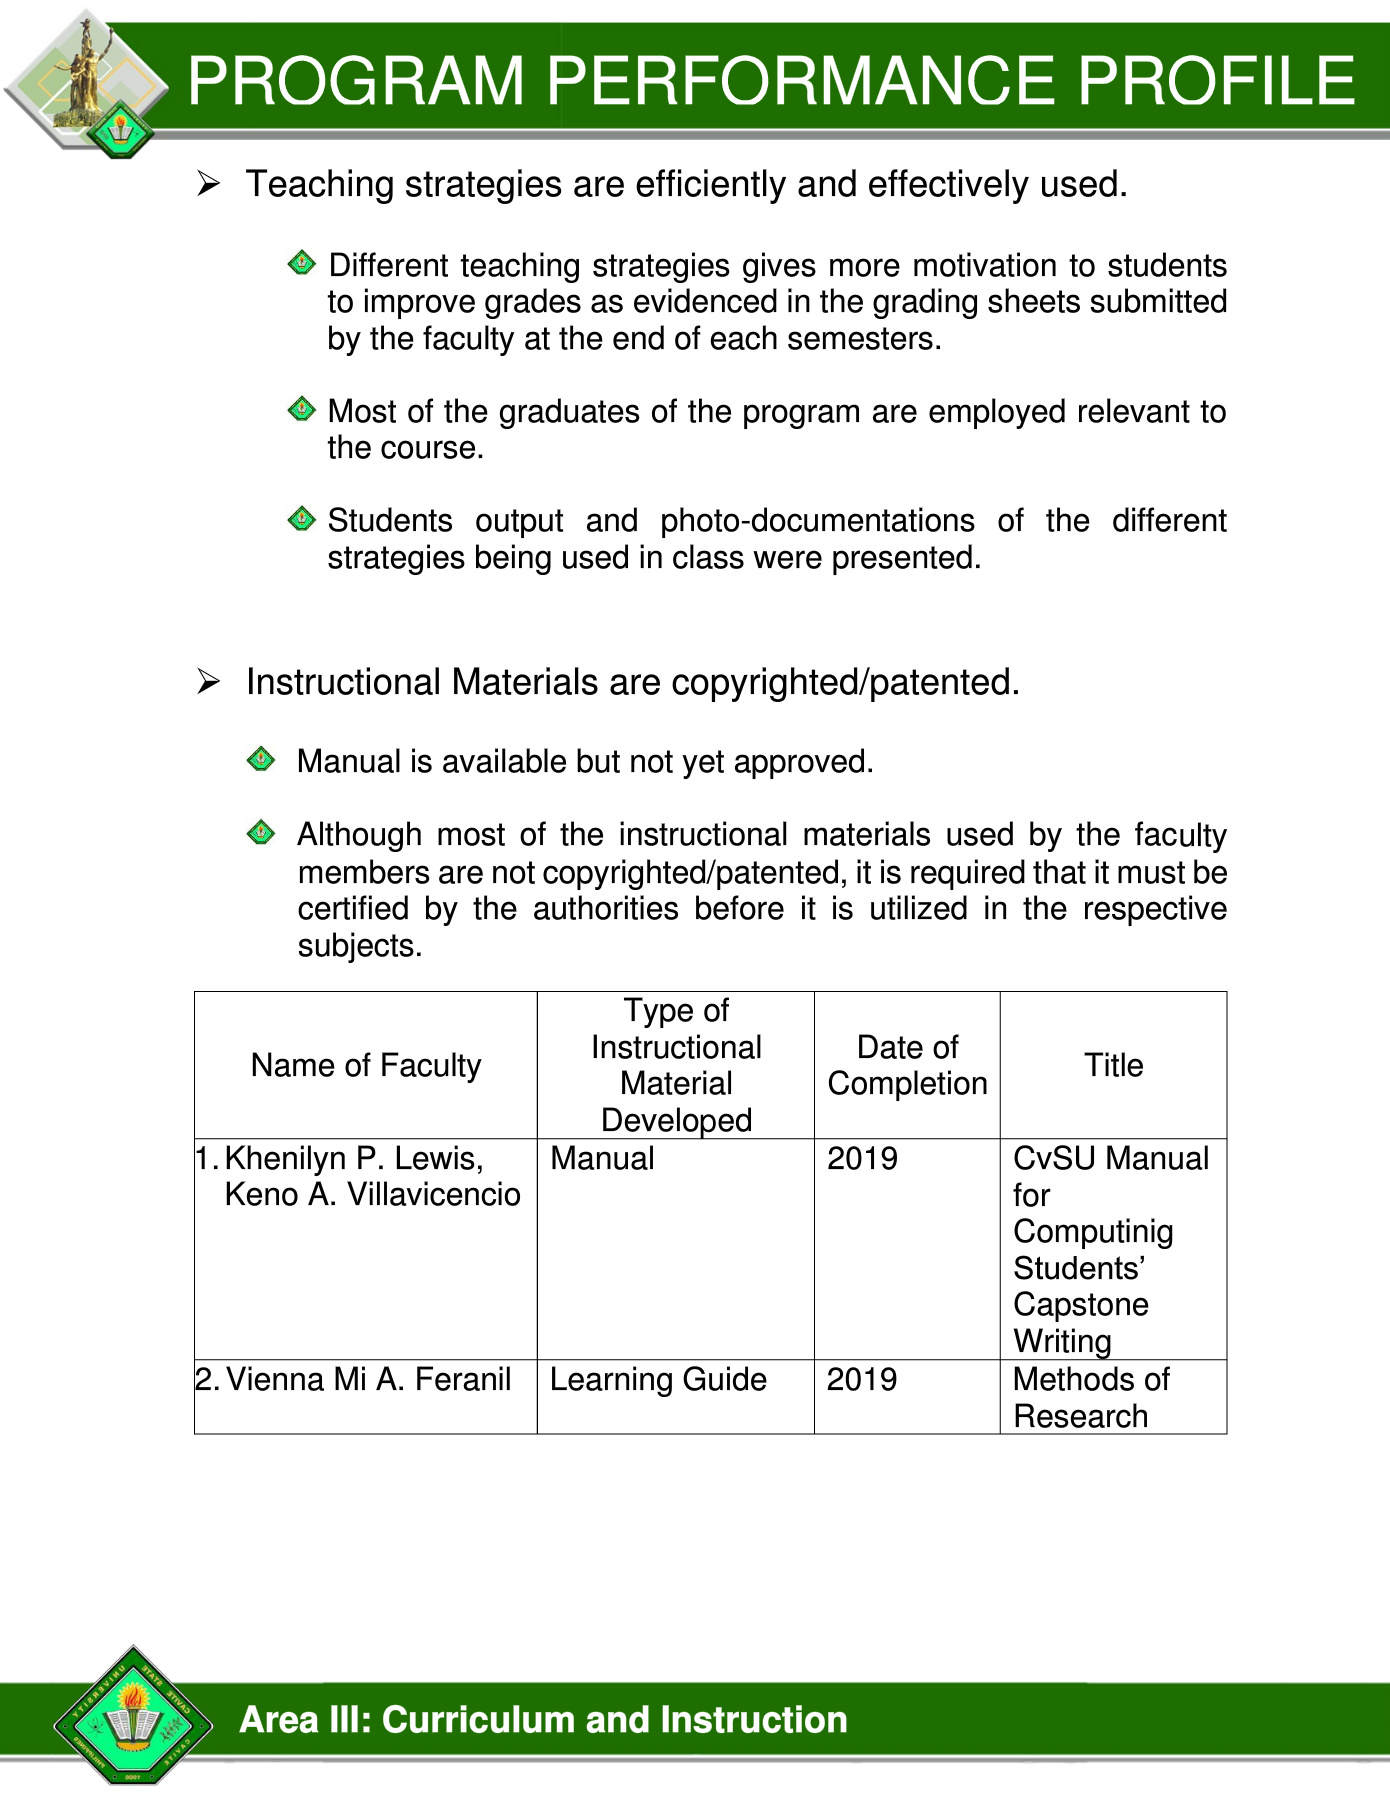 PROGRAM PERFORMANCE PROFILE
➢ Teaching strategies are efficiently and effectively used.
Different teaching strategies gives more motivation to students
to improve grades as evidenced in the grading sheets submitted
by the faculty at the end of each semesters.
Most of the graduates of the program are employed relevant to
the course.
Students output and photo-documentations of the different
strategies being used in class were presented.
➢ Instructional Materials are copyrighted/patented.
Manual is available but not yet approved.
Although most of the instructional materials used by the faculty
members are not copyrighted/patented, it is required that it must be
certified by the authorities before it is utilized in the respective
subjects.
Name of Faculty
Type of
Instructional
Material
Developed
Date of
Completion
Title
1. Khenilyn P. Lewis,
Keno A. Villavicencio
Manual
2019
CvSU Manual
for
Computinig
Students’
Capstone
Writing
2. Vienna Mi A. Feranil
Learning Guide
2019
Methods of
Research
CAVITE STATE UNIVERSITY
CAVITE
PHILIPPINES
Area III: Curriculum and Instruction